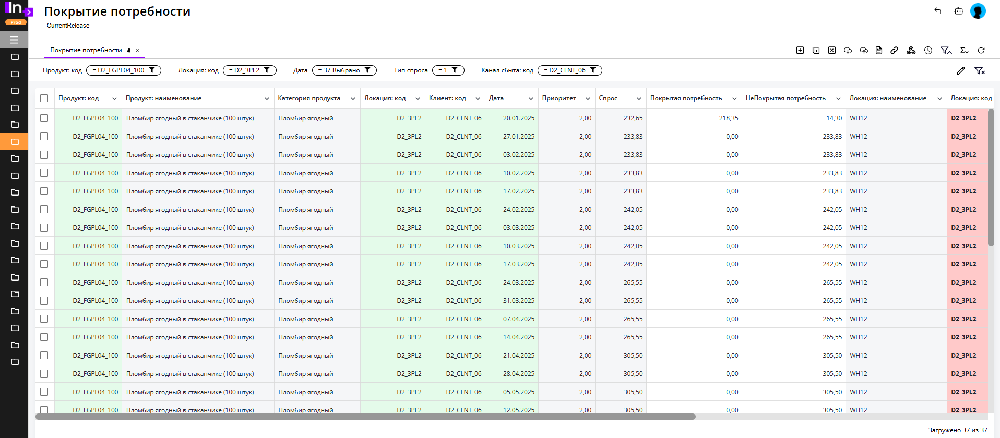 In
Prod
Покрытие потребности
CurrentRelease
Покрытие потребности ×
Продукт: код = D2_FGPL04_100 Локация: код = D2_3PL2 Дата = 37 Выбрано Тип спроса = 1 Канал сбыта: код = D2_CLNT_06
Продукт: код Продукт: наименование Категория продукта Локация: код Клиент: код Дата Приоритет Спрос Покрытая потребность НеПокрытая потребность Локация: наименование Локация: код
D2_FGPL04_100 Пломбир ягодный в стаканчике (100 штук) Пломбир ягодный D2_3PL2 D2_CLNT_06 20.01.2025 2,00 232,65 218,35 14,30 WH12 D2_3PL2
D2_FGPL04_100 Пломбир ягодный в стаканчике (100 штук) Пломбир ягодный D2_3PL2 D2_CLNT_06 27.01.2025 2,00 233,83 0,00 233,83 WH12 D2_3PL2
D2_FGPL04_100 Пломбир ягодный в стаканчике (100 штук) Пломбир ягодный D2_3PL2 D2_CLNT_06 03.02.2025 2,00 233,83 0,00 233,83 WH12 D2_3PL2
D2_FGPL04_100 Пломбир ягодный в стаканчике (100 штук) Пломбир ягодный D2_3PL2 D2_CLNT_06 10.02.2025 2,00 233,83 0,00 233,83 WH12 D2_3PL2
D2_FGPL04_100 Пломбир ягодный в стаканчике (100 штук) Пломбир ягодный D2_3PL2 D2_CLNT_06 17.02.2025 2,00 233,83 0,00 233,83 WH12 D2_3PL2
D2_FGPL04_100 Пломбир ягодный в стаканчике (100 штук) Пломбир ягодный D2_3PL2 D2_CLNT_06 24.02.2025 2,00 242,05 0,00 242,05 WH12 D2_3PL2
D2_FGPL04_100 Пломбир ягодный в стаканчике (100 штук) Пломбир ягодный D2_3PL2 D2_CLNT_06 03.03.2025 2,00 242,05 0,00 242,05 WH12 D2_3PL2
D2_FGPL04_100 Пломбир ягодный в стаканчике (100 штук) Пломбир ягодный D2_3PL2 D2_CLNT_06 10.03.2025 2,00 242,05 0,00 242,05 WH12 D2_3PL2
D2_FGPL04_100 Пломбир ягодный в стаканчике (100 штук) Пломбир ягодный D2_3PL2 D2_CLNT_06 17.03.2025 2,00 242,05 0,00 242,05 WH12 D2_3PL2
D2_FGPL04_100 Пломбир ягодный в стаканчике (100 штук) Пломбир ягодный D2_3PL2 D2_CLNT_06 24.03.2025 2,00 265,55 0,00 265,55 WH12 D2_3PL2
D2_FGPL04_100 Пломбир ягодный в стаканчике (100 штук) Пломбир ягодный D2_3PL2 D2_CLNT_06 31.03.2025 2,00 265,55 0,00 265,55 WH12 D2_3PL2
D2_FGPL04_100 Пломбир ягодный в стаканчике (100 штук) Пломбир ягодный D2_3PL2 D2_CLNT_06 07.04.2025 2,00 265,55 0,00 265,55 WH12 D2_3PL2
D2_FGPL04_100 Пломбир ягодный в стаканчике (100 штук) Пломбир ягодный D2_3PL2 D2_CLNT_06 14.04.2025 2,00 265,55 0,00 265,55 WH12 D2_3PL2
D2_FGPL04_100 Пломбир ягодный в стаканчике (100 штук) Пломбир ягодный D2_3PL2 D2_CLNT_06 21.04.2025 2,00 305,50 0,00 305,50 WH12 D2_3PL2
D2_FGPL04_100 Пломбир ягодный в стаканчике (100 штук) Пломбир ягодный D2_3PL2 D2_CLNT_06 28.04.2025 2,00 305,50 0,00 305,50 WH12 D2_3PL2
D2_FGPL04_100 Пломбир ягодный в стаканчике (100 штук) Пломбир ягодный D2_3PL2 D2_CLNT_06 05.05.2025 2,00 305,50 0,00 305,50 WH12 D2_3PL2
D2_FGPL04_100 Пломбир ягодный в стаканчике (100 штук) Пломбир ягодный D2_3PL2 D2_CLNT_06 12.05.2025 2,00 305,50 0,00 305,50 WH12 D2_3PL2
Загружено 37 из 37